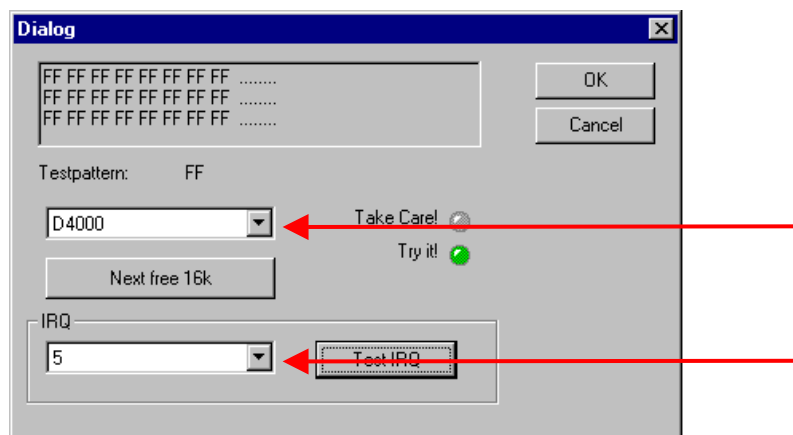 Dialog
FF FF FF FF FF FF FF FF ........
FF FF FF FF FF FF FF FF ........
FF FF FF FF FF FF FF FF ........
OK
Cancel
Testpattern: FF
D4000
Take Care!
Try it!
Next free 16k
IRQ
5
Test IRQ